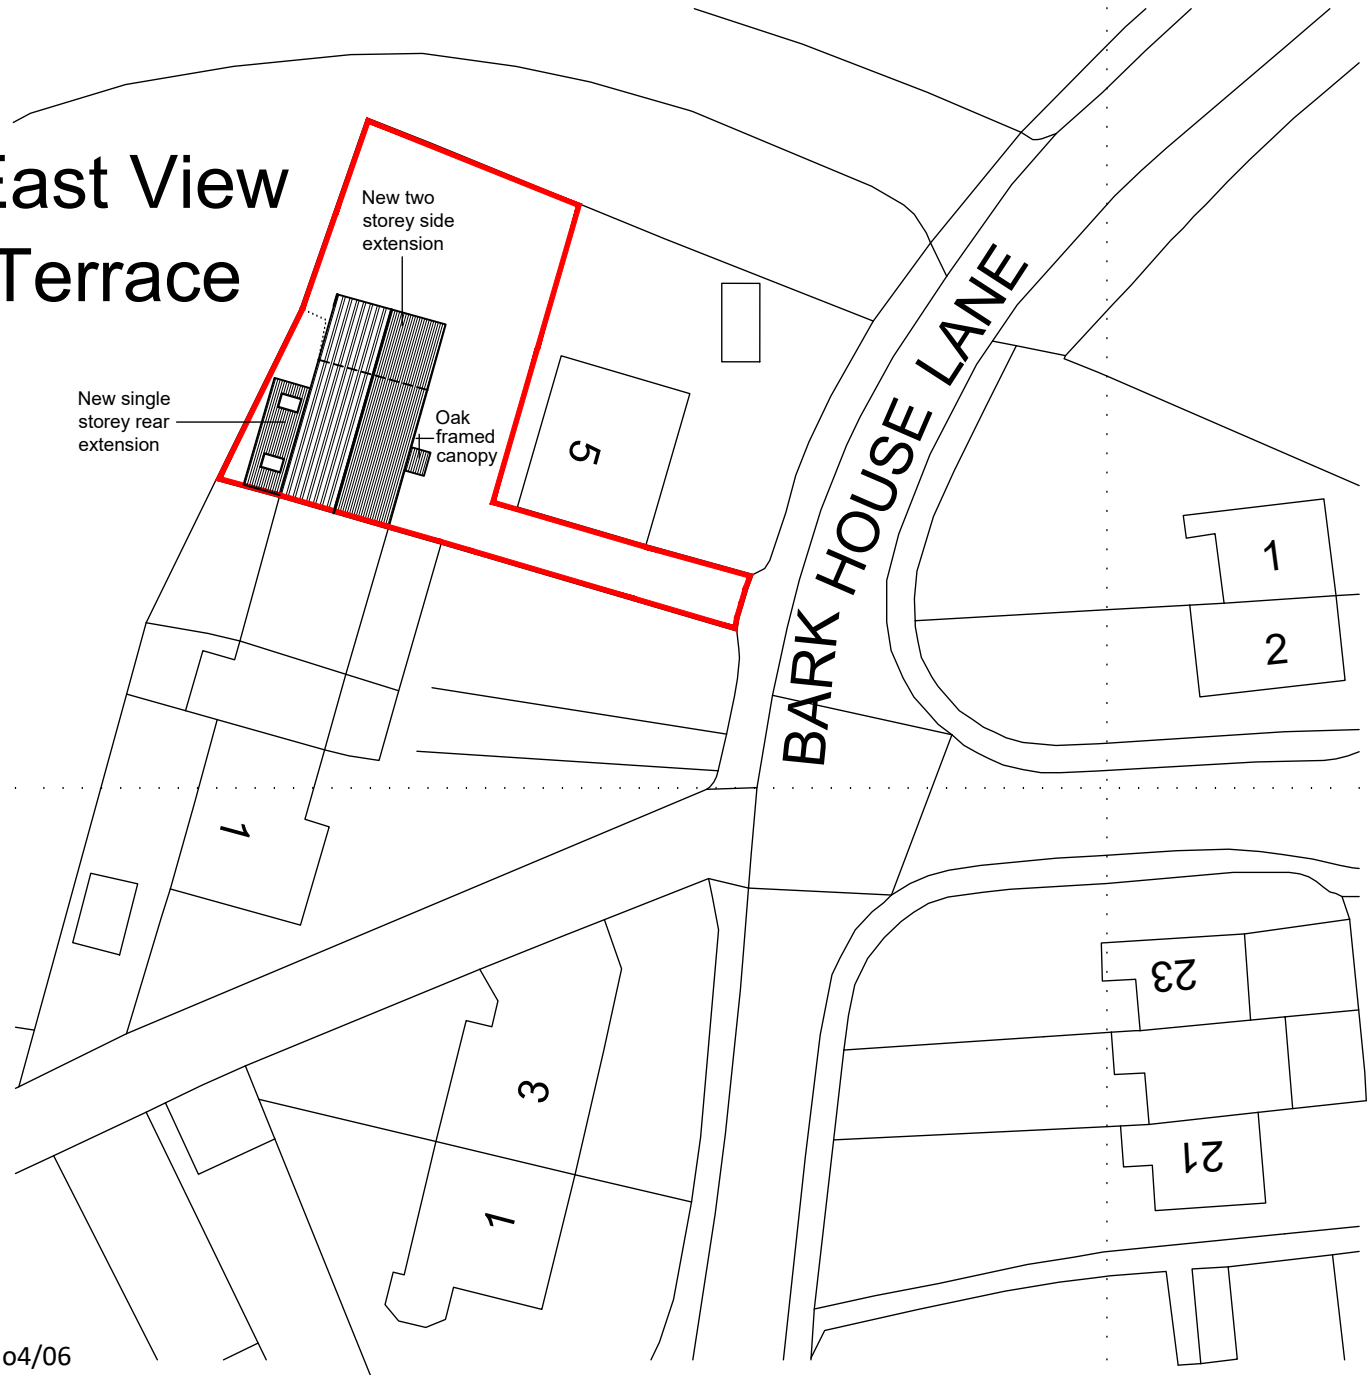 East View
Terrace
New two
storey side
extension
New single
storey rear
extension
Oak
framed
canopy
5
BARK HOUSE LANE
1
2
1
23
3
21
1
o4/06